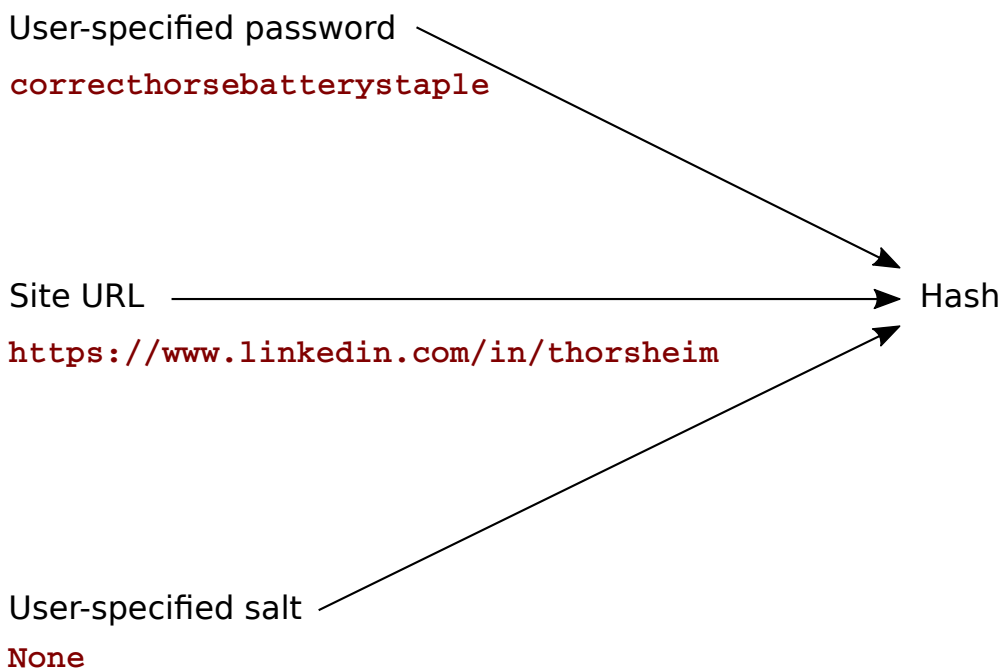 User-specified password
correcthorsebatterystaple
Site URL
Hash
https://www.linkedin.com/in/thorsheim
User-specified salt
None